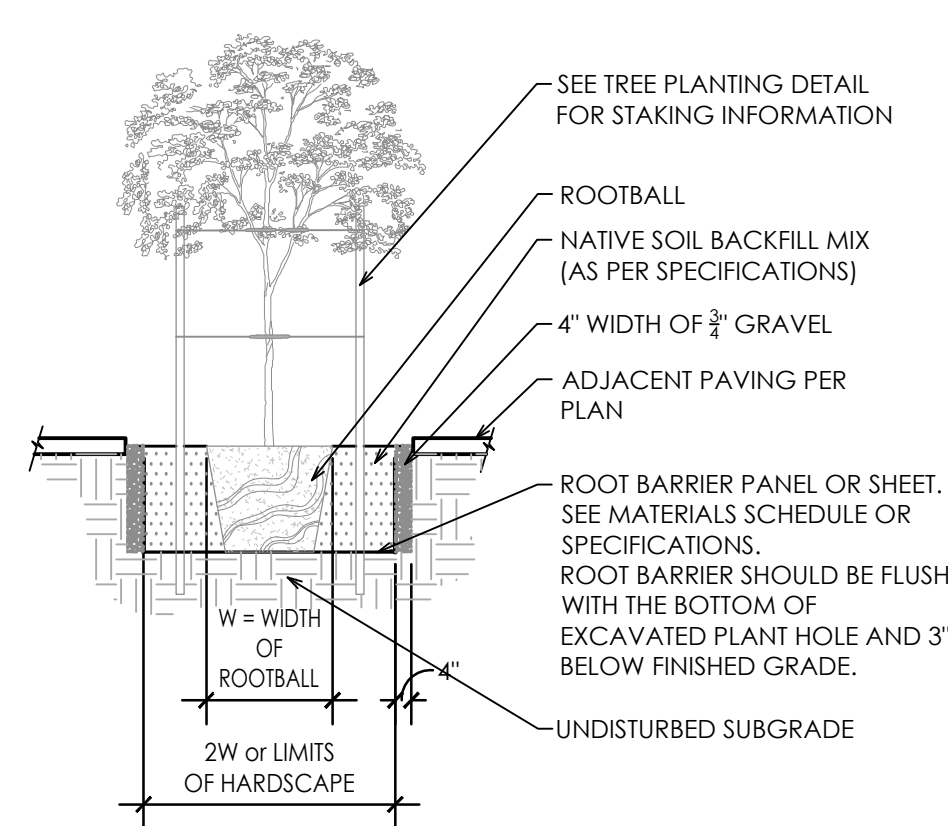 SEE TREE PLANTING DETAIL
FOR STAKING INFORMATION
ROOTBALL
NATIVE SOIL BACKFILL MIX
(AS PER SPECIFICATIONS)
4" WIDTH OF 3/4" GRAVEL
ADJACENT PAVING PER
PLAN
ROOT BARRIER PANEL OR SHEET.
SEE MATERIALS SCHEDULE OR
SPECIFICATIONS.
ROOT BARRIER SHOULD BE FLUSH
WITH THE BOTTOM OF
EXCAVATED PLANT HOLE AND 3"
BELOW FINISHED GRADE.
UNDISTURBED SUBGRADE
W = WIDTH
OF
ROOTBALL
4"
2W or LIMITS
OF HARDSCAPE